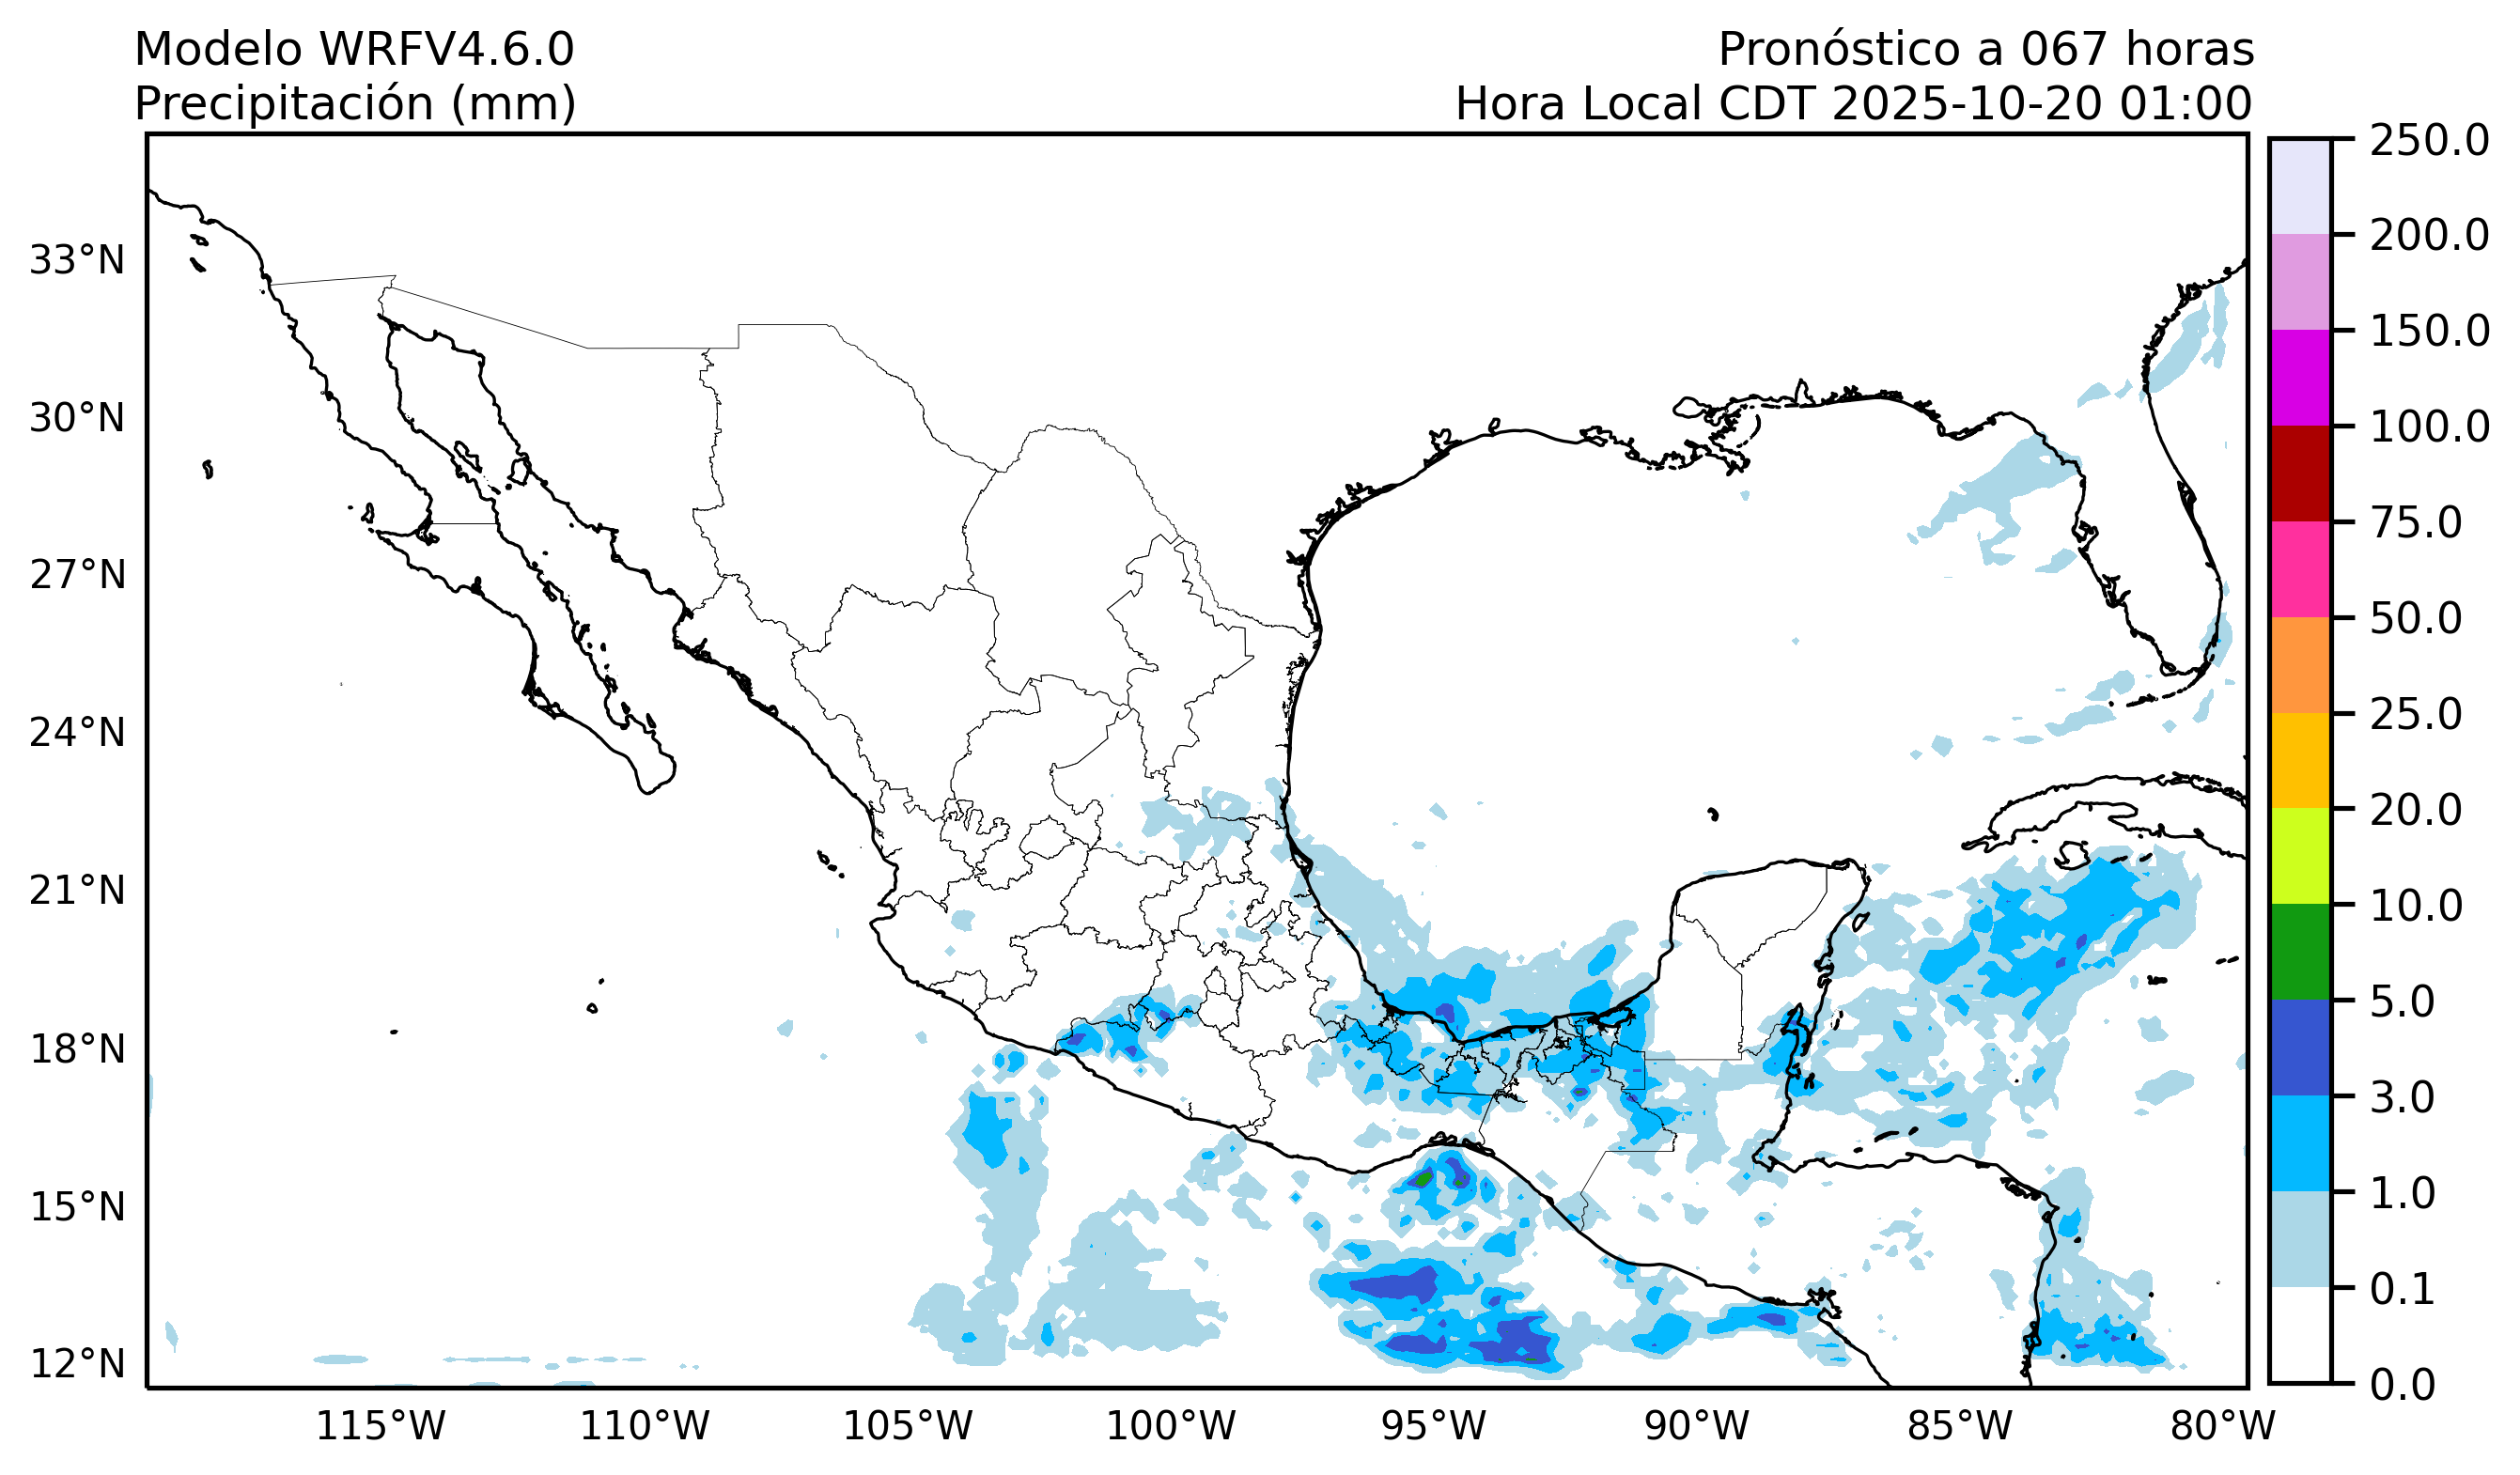 Modelo WRFV4.6.0
Precipitación (mm)
Pronóstico a 067 horas
Hora Local CDT 2025-10-20 01:00
33°N
30°N
27°N
24°N
21°N
18°N
15°N
12°N
115°W
110°W
105°W
100°W
95°W
90°W
85°W
80°W
250.0
200.0
150.0
100.0
75.0
50.0
25.0
20.0
10.0
5.0
3.0
1.0
0.1
0.0